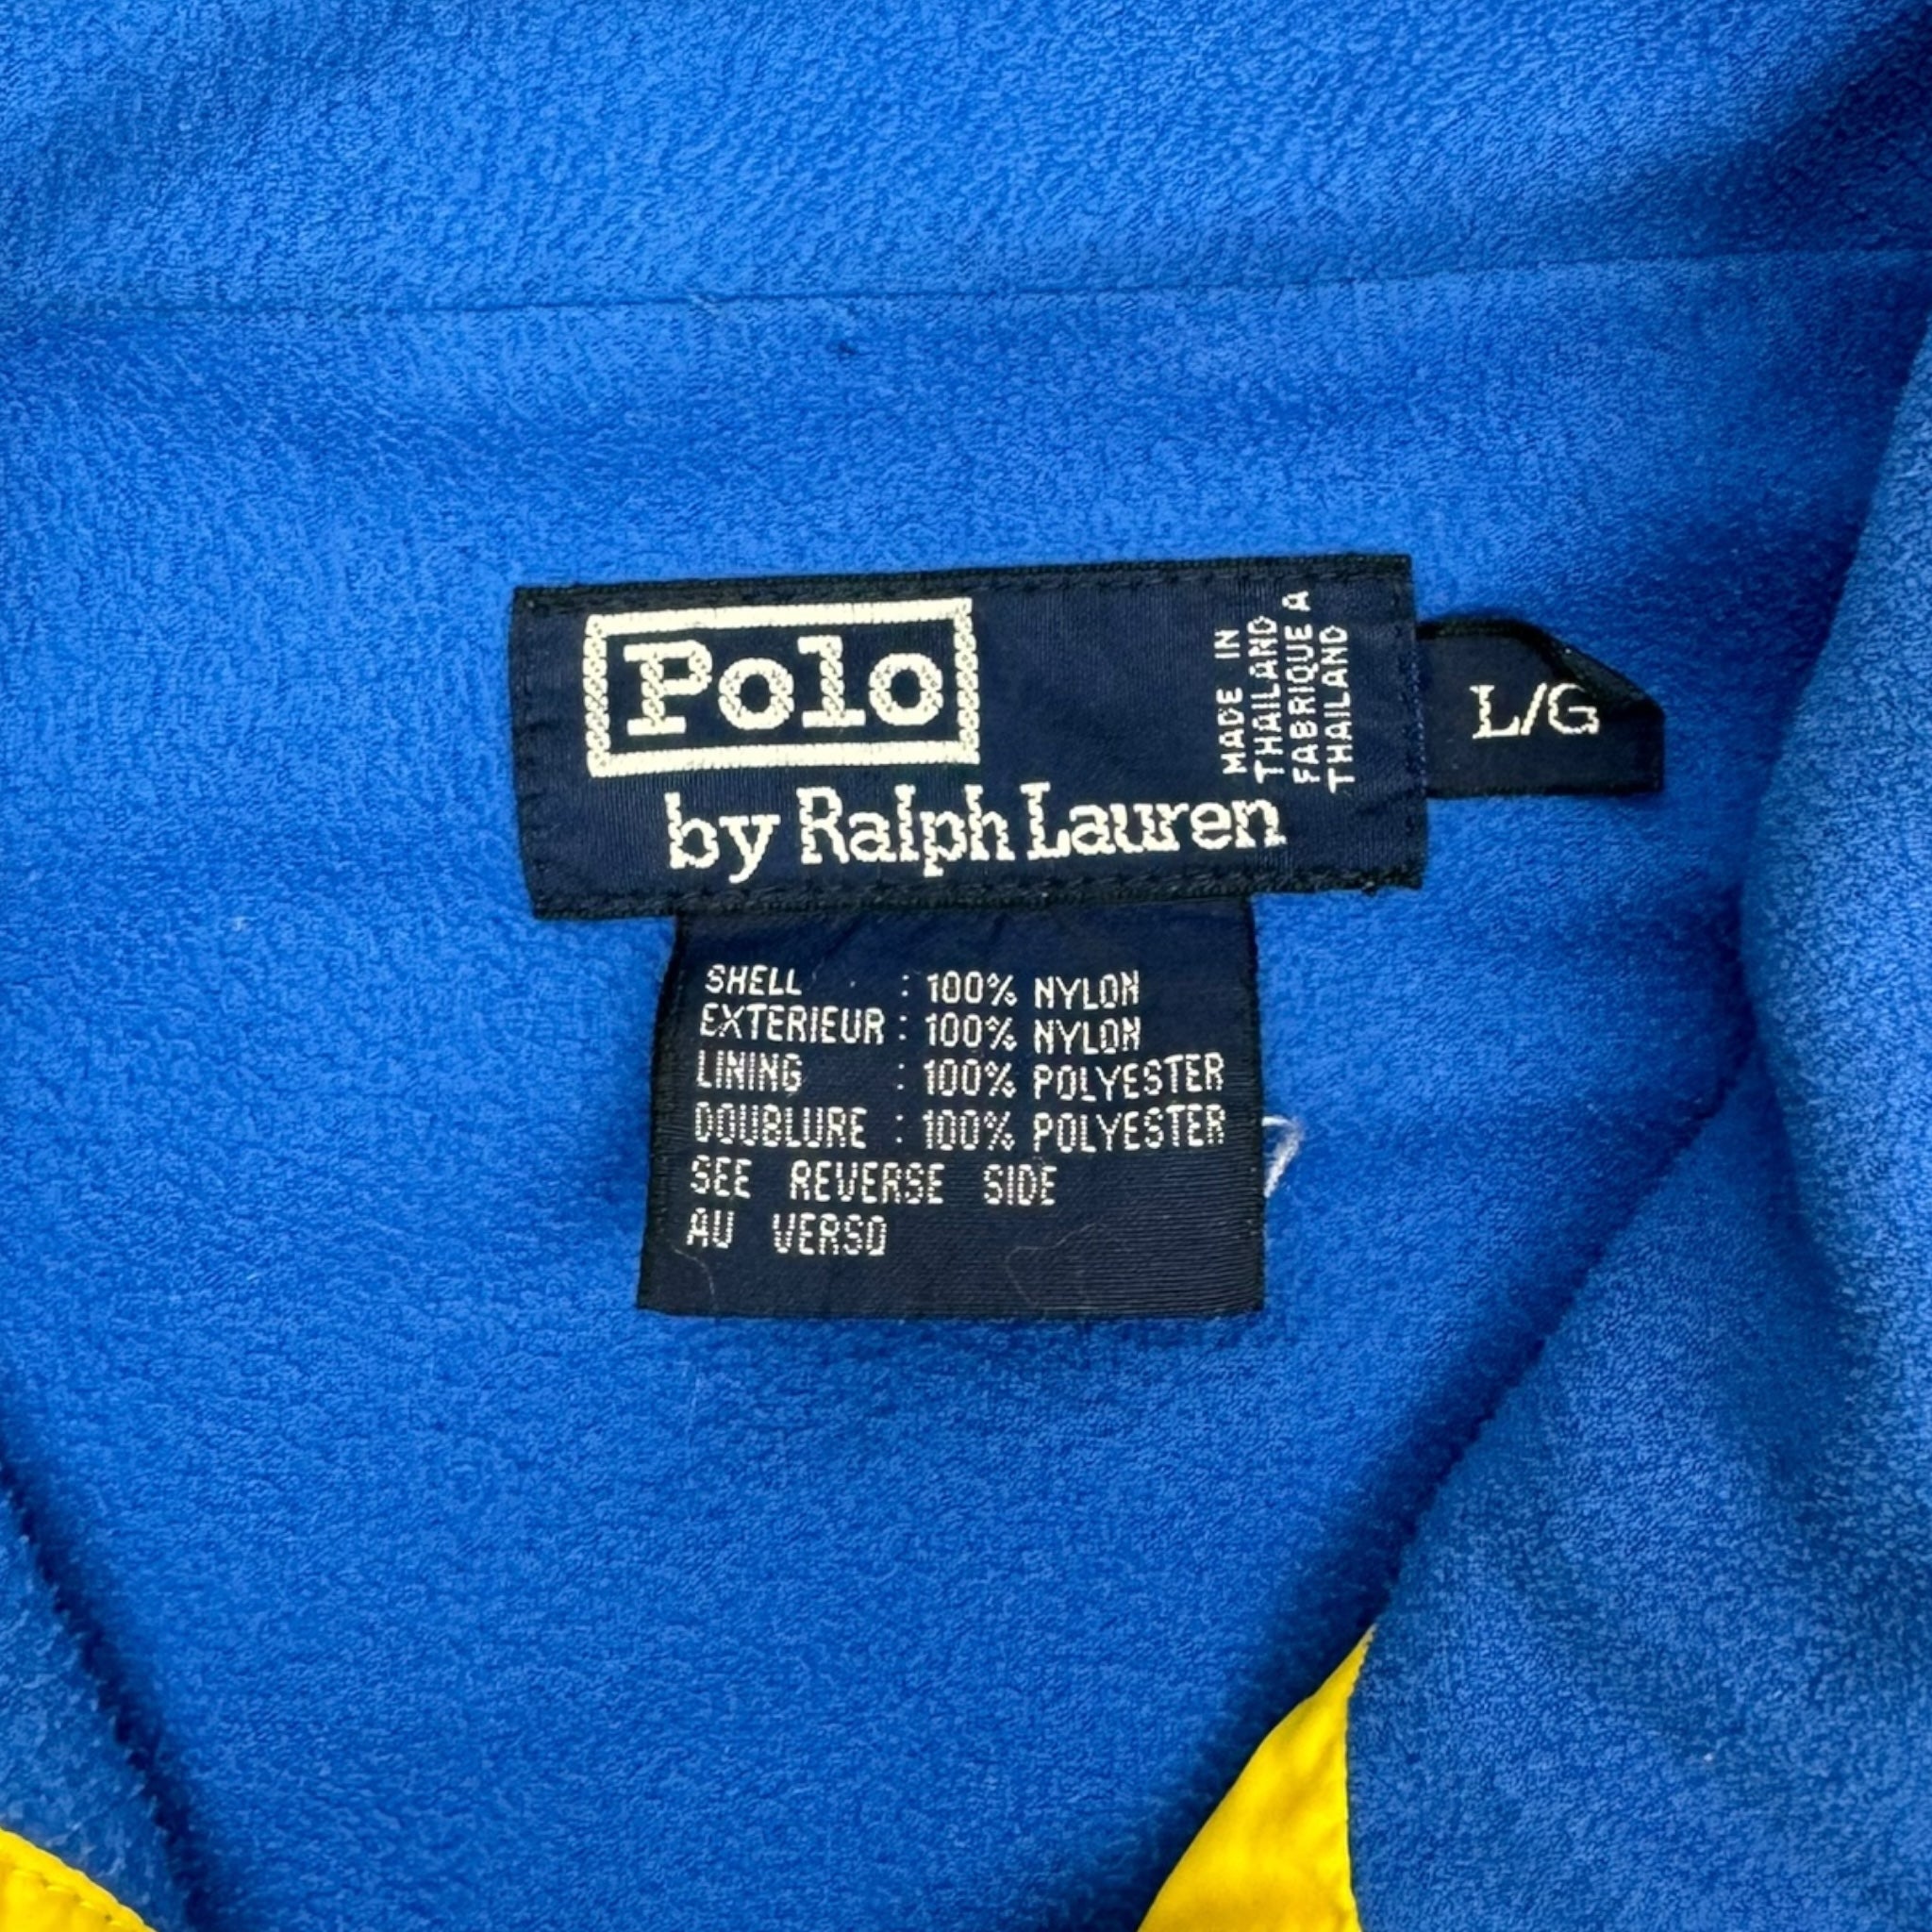 Polo
by Ralph Lauren
MADE IN
THAILAND
FABRIQUE A
THAILAND
L/G
SHELL : 100% NYLON
EXTERIEUR : 100% NYLON
LINING : 100% POLYESTER
DOUBLURE : 100% POLYESTER
SEE REVERSE SIDE
AU VERSO